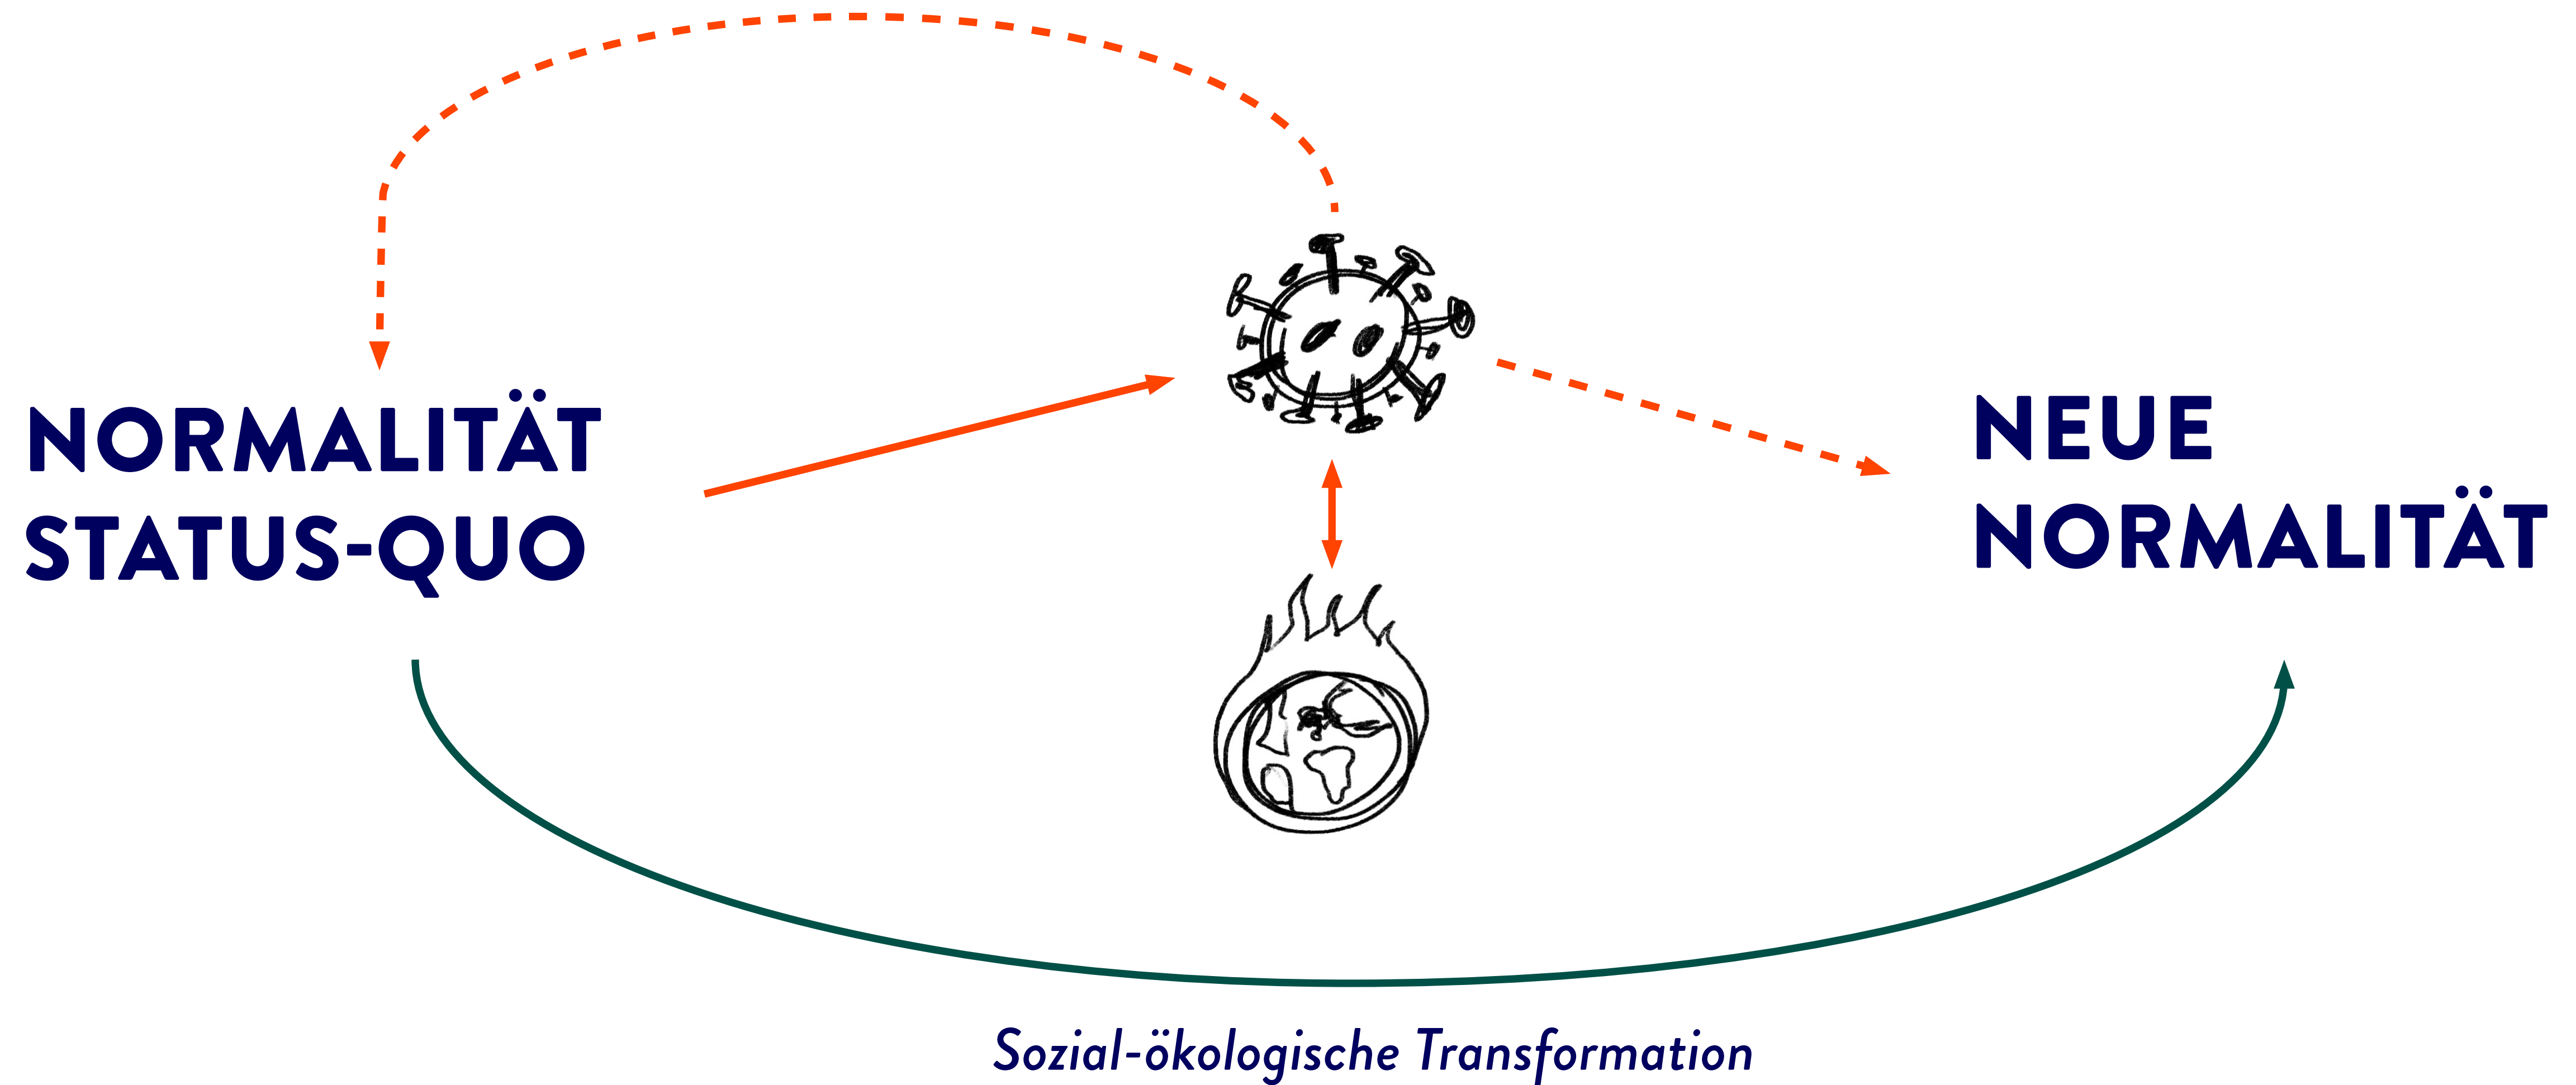 NORMALITÄT
STATUS-QUO
NEUE
NORMALITÄT
Sozial-ökologische Transformation